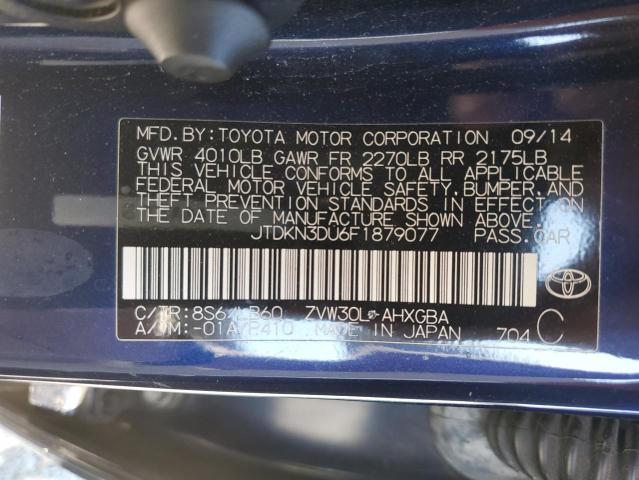 MFD. BY: TOYOTA MOTOR CORPORATION 09/14
GVWR 4010LB GAWR FR 2270LB RR 2175LB
THIS VEHICLE CONFORMS TO ALL APPLICABLE
FEDERAL MOTOR VEHICLE SAFETY, BUMPER, AND
THEFT PREVENTION STANDARDS IN EFFECT ON
THE DATE OF MANUFACTURE SHOWN ABOVE.
JTDKN3DU6F1879077 PASS. CAR
C/TR: ZVW30L-AHXGBA C
A/ MADE IN JAPAN 704